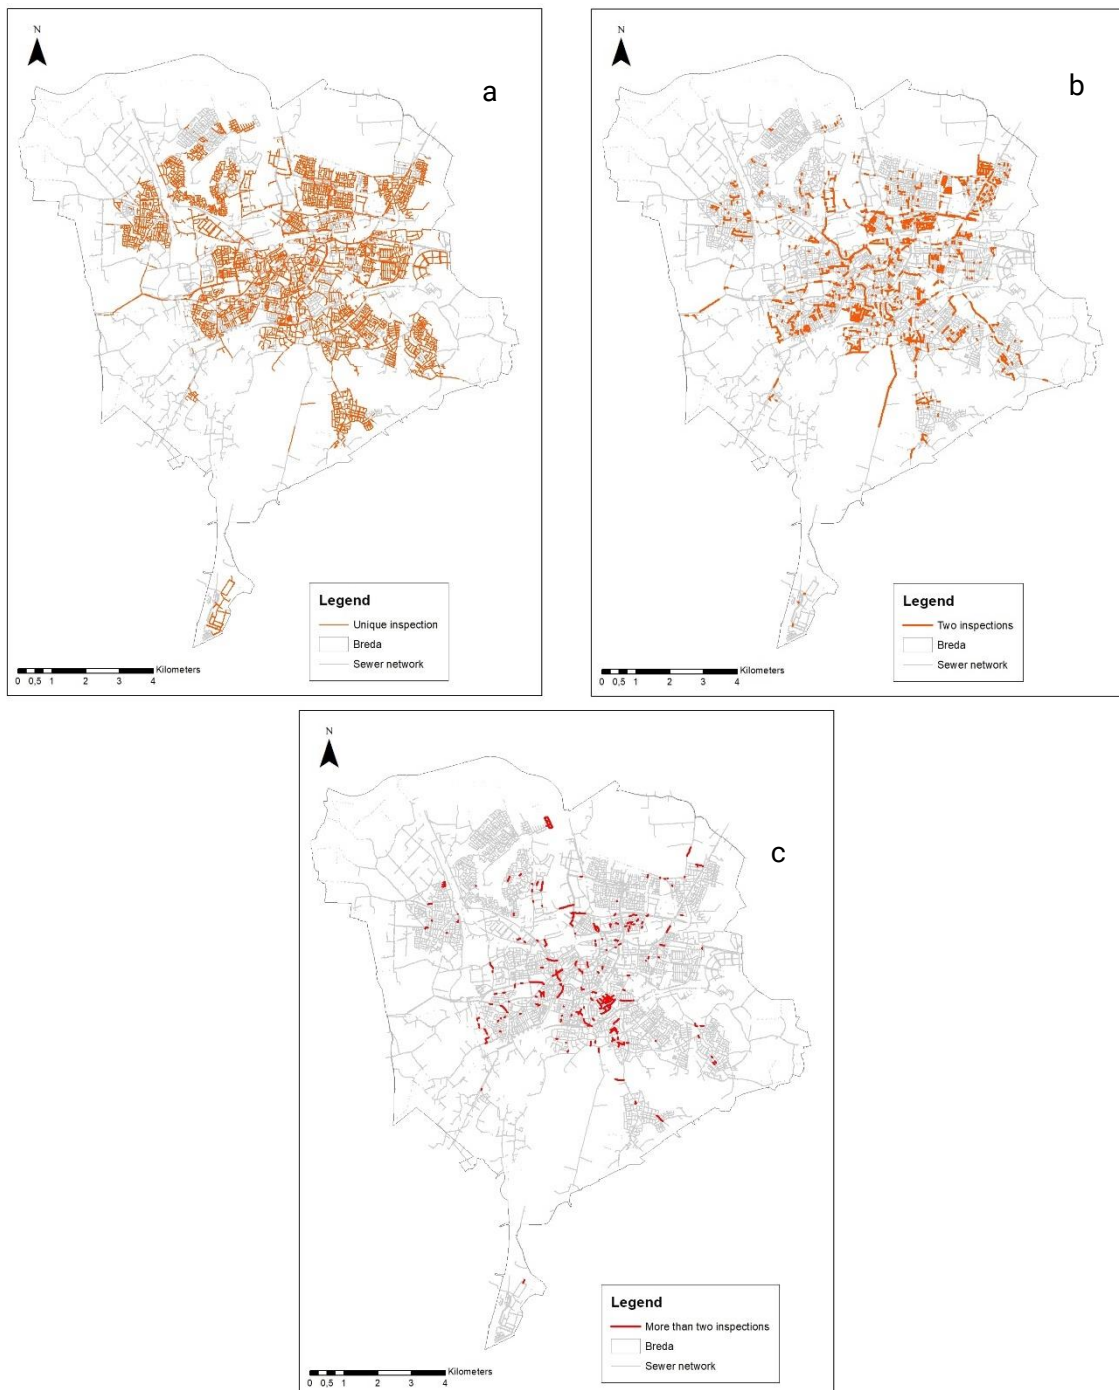 N
a
Legend
Unique inspection
Breda
Sewer network
Kilometers
0 0,5 1 2 3 4
N
b
Legend
Two inspections
Breda
Sewer network
Kilometers
0 0,5 1 2 3 4
N
c
Legend
More than two inspections
Breda
Sewer network
Kilometers
0 0,5 1 2 3 4